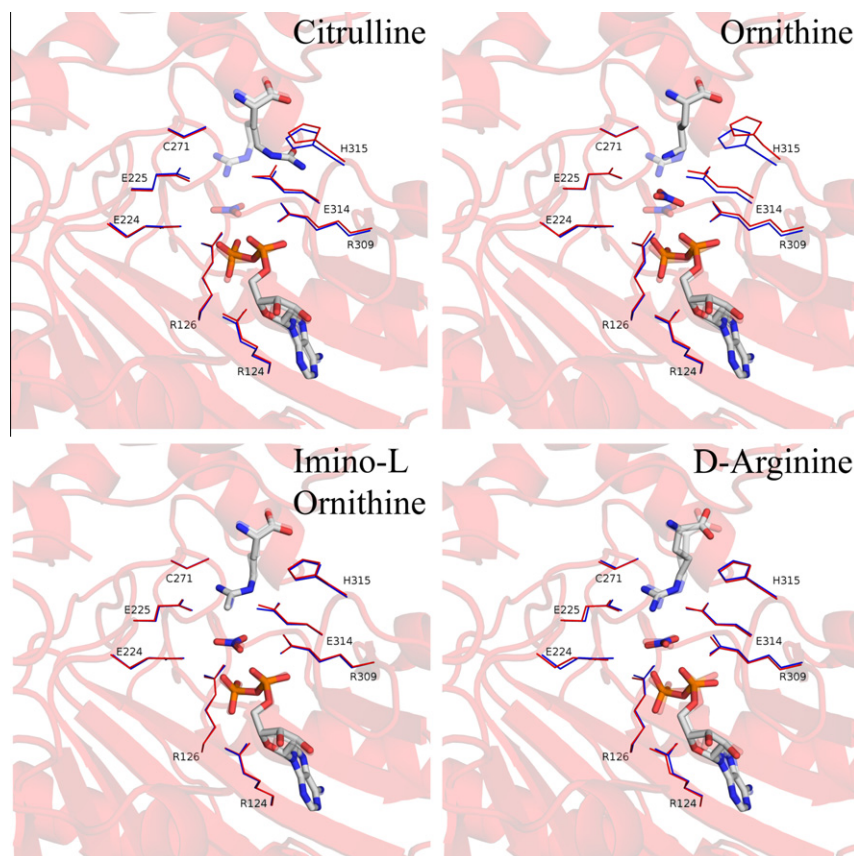 Citrulline
C271
H315
E225
E314
E224
R309
R126
R124
Ornithine
C271
H315
E225
E314
E224
R309
R126
R124
Imino-L
Ornithine
C271
H315
E225
E314
E224
R309
R126
R124
D-Arginine
C271
H315
E225
E314
E224
R309
R126
R124